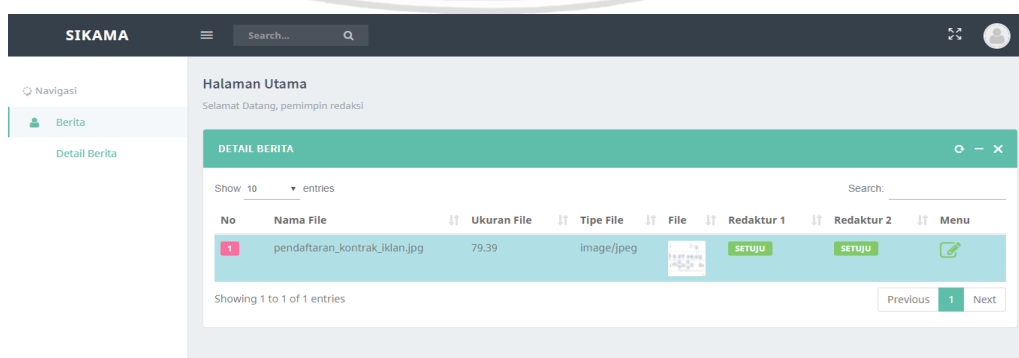 SIKAMA Search...
Navigasi
Berita
Detail Berita
Halaman Utama
Selamat Datang, pemimpin redaksi
DETAIL BERITA
Show 10 entries Search:
No Nama File Ukuran File Tipe File File Redaktur 1 Redaktur 2 Menu
1 pendaftaran_kontrak_iklan.jpg 79.39 image/jpeg SETUJU SETUJU
Showing 1 to 1 of 1 entries Previous 1 Next